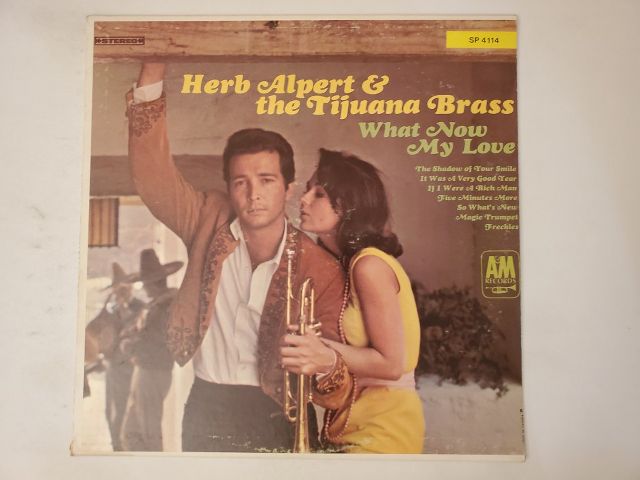 STEREO
SP 4114
Herb Alpert &
the Tijuana Brass
What Now
My Love
The Shadow of Your Smile
It Was A Very Good Year
If I Were A Rich Man
Five Minutes More
So What's New
Magic Trumpet
Freckles
A&M
RECORDS